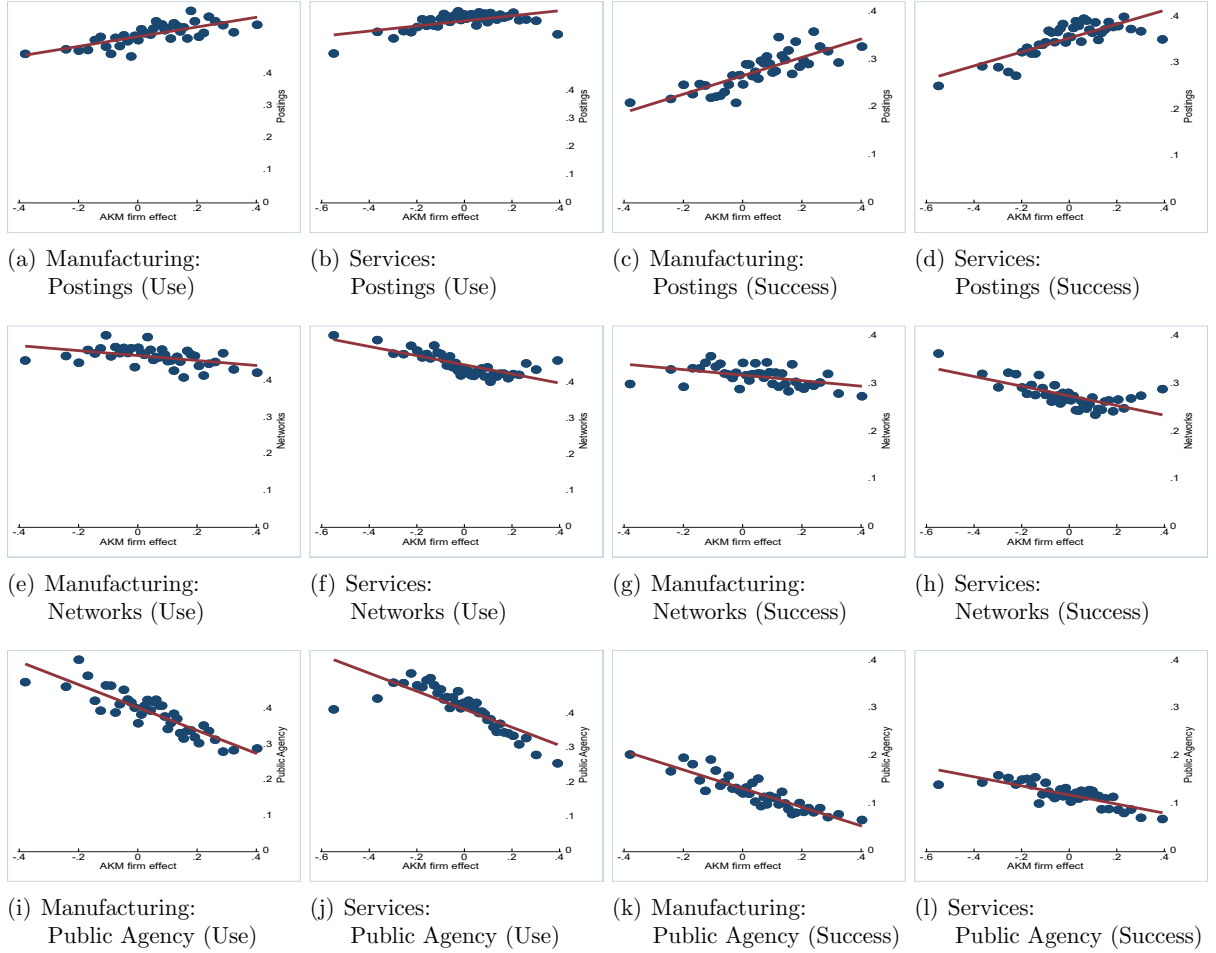 .4
.3
.2
.1
0
Postings
-.4 -.2 0 .2 .4
AKM firm effect
(a) Manufacturing:
Postings (Use)
.4
.3
.2
.1
0
Postings
-.6 -.4 -.2 0 .2 .4
AKM firm effect
(b) Services:
Postings (Use)
.4
.3
.2
.1
0
Postings
-.4 -.2 0 .2 .4
AKM firm effect
(c) Manufacturing:
Postings (Success)
.4
.3
.2
.1
0
Postings
-.6 -.4 -.2 0 .2 .4
AKM firm effect
(d) Services:
Postings (Success)
.4
.3
.2
.1
0
Networks
-.4 -.2 0 .2 .4
AKM firm effect
(e) Manufacturing:
Networks (Use)
.4
.3
.2
.1
0
Networks
-.6 -.4 -.2 0 .2 .4
AKM firm effect
(f) Services:
Networks (Use)
.4
.3
.2
.1
0
Networks
-.4 -.2 0 .2 .4
AKM firm effect
(g) Manufacturing:
Networks (Success)
.4
.3
.2
.1
0
Networks
-.6 -.4 -.2 0 .2 .4
AKM firm effect
(h) Services:
Networks (Success)
.4
.3
.2
.1
0
Public Agency
-.4 -.2 0 .2 .4
AKM firm effect
(i) Manufacturing:
Public Agency (Use)
.4
.3
.2
.1
0
Public Agency
-.6 -.4 -.2 0 .2 .4
AKM firm effect
(j) Services:
Public Agency (Use)
.4
.3
.2
.1
0
Public Agency
-.4 -.2 0 .2 .4
AKM firm effect
(k) Manufacturing:
Public Agency (Success)
.4
.3
.2
.1
0
Public Agency
-.6 -.4 -.2 0 .2 .4
AKM firm effect
(l) Services:
Public Agency (Success)